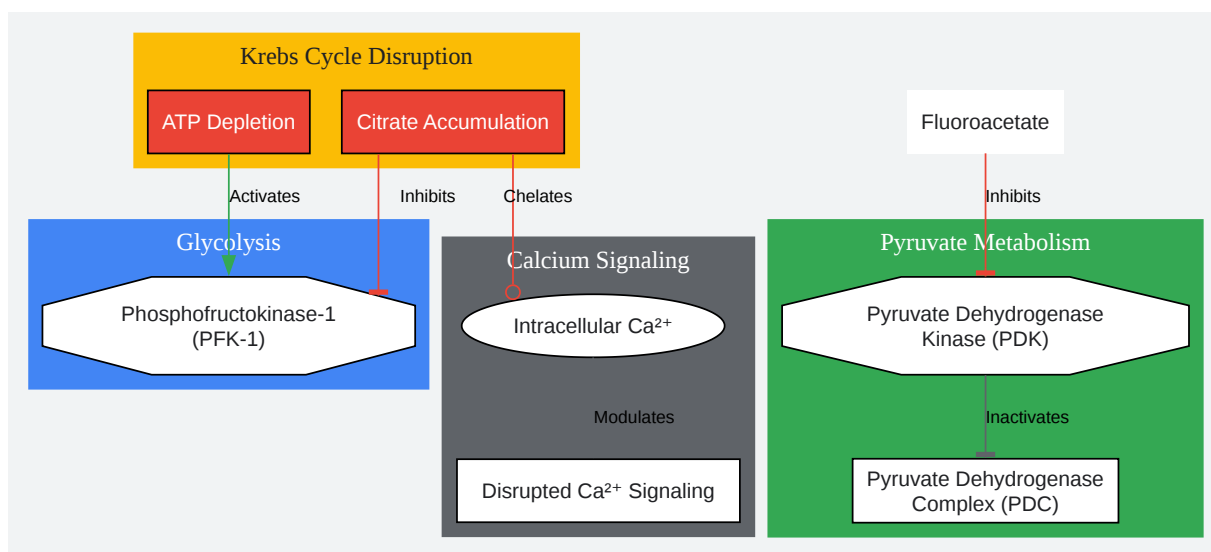 Krebs Cycle Disruption
ATP Depletion
Citrate Accumulation
Fluoroacetate
Activates
Inhibits
Chelates
Inhibits
Glycolysis
Calcium Signaling
Pyruvate Metabolism
Phosphofructokinase-1
(PFK-1)
Intracellular Ca²⁺
Pyruvate Dehydrogenase
Kinase (PDK)
Modulates
Inactivates
Disrupted Ca²⁺ Signaling
Pyruvate Dehydrogenase
Complex (PDC)